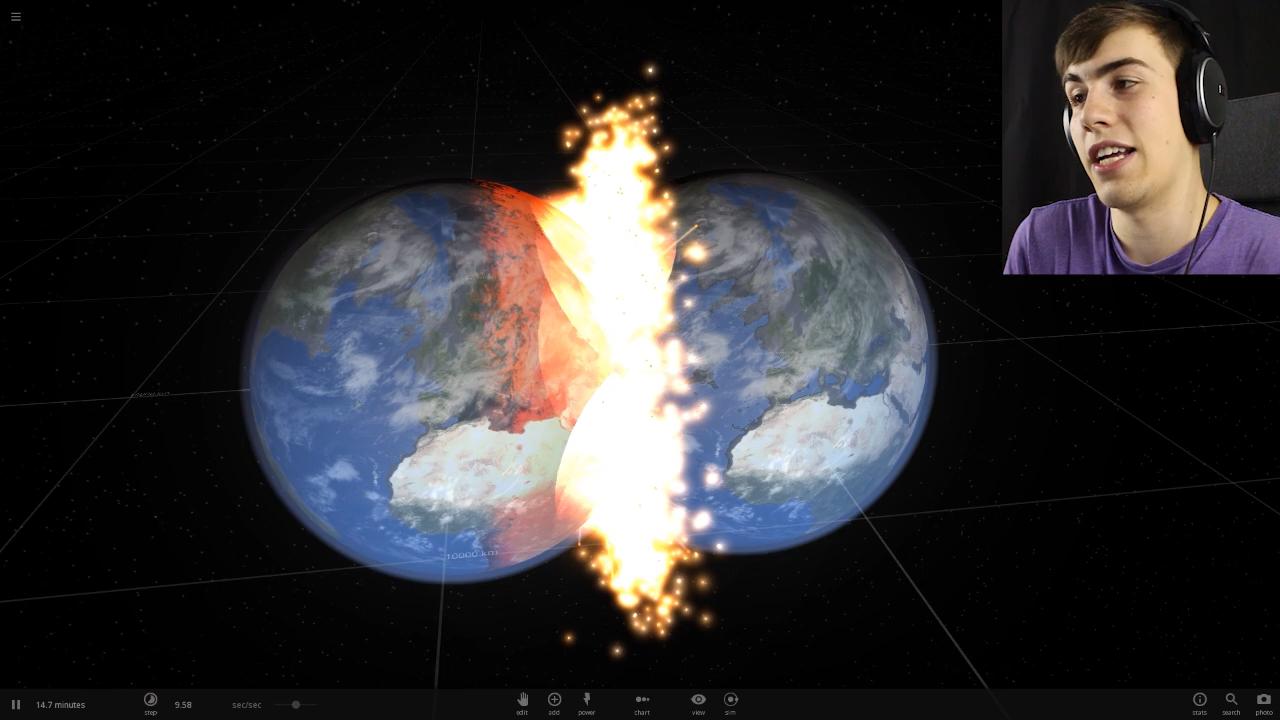 10000 km
14.7 minutes
step
9.58
sec/sec
edit
add
power
chart
view
sim
stats
search
photo